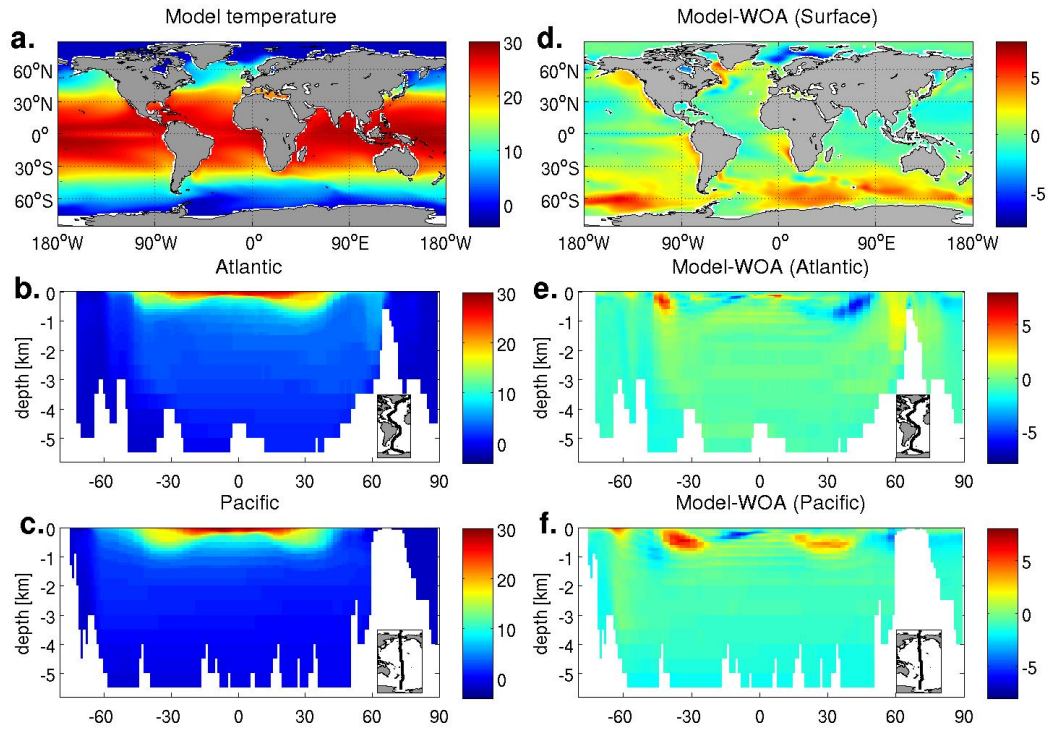 Model temperature
a.
60°N
30°N
0°
30°S
60°S
180°W 90°W 0° 90°E 180°W
30
20
10
0
Model-WOA (Surface)
d.
60°N
30°N
0°
30°S
60°S
180°W 90°W 0° 90°E 180°W
5
0
-5
Atlantic
b.
depth [km]
0
-1
-2
-3
-4
-5
-60 -30 0 30 60 90
30
20
10
0
Model-WOA (Atlantic)
e.
depth [km]
0
-1
-2
-3
-4
-5
-60 -30 0 30 60 90
5
0
-5
Pacific
c.
depth [km]
0
-1
-2
-3
-4
-5
-60 -30 0 30 60 90
30
20
10
0
Model-WOA (Pacific)
f.
depth [km]
0
-1
-2
-3
-4
-5
-60 -30 0 30 60 90
5
0
-5